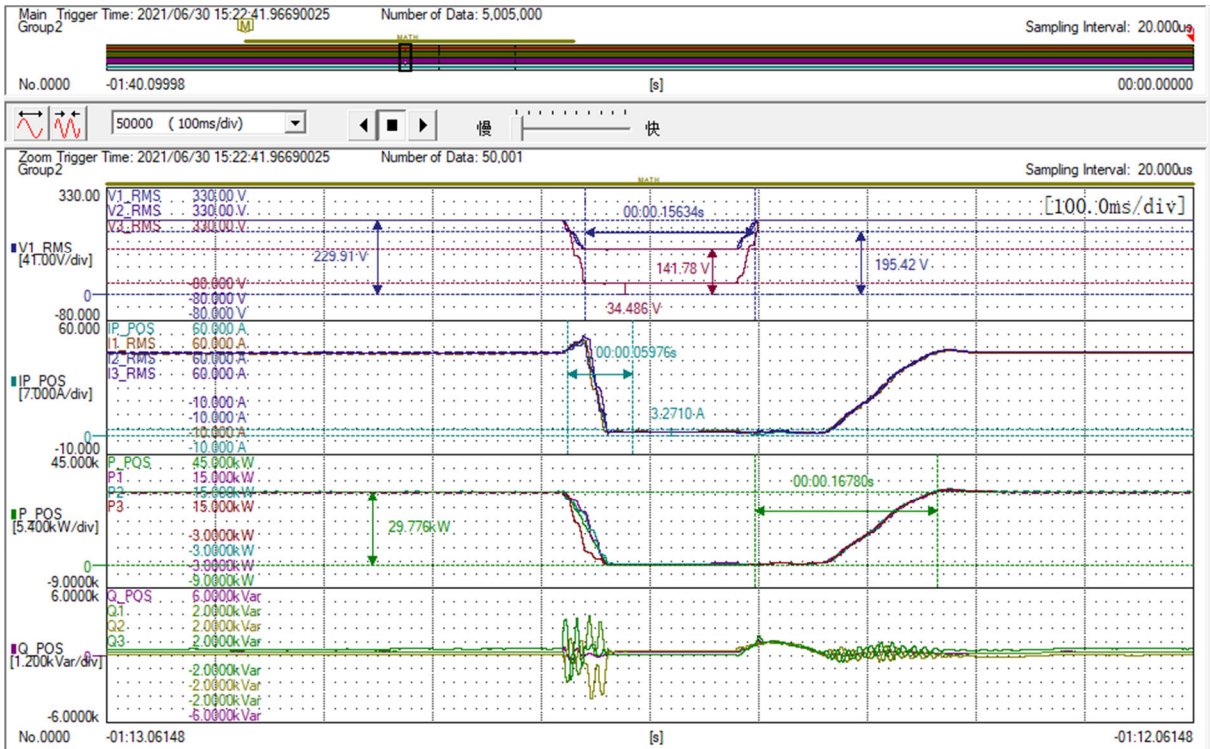 Main Trigger Time: 2021/06/30 15:22:41.96690025 Number of Data: 5,005,000
Group2 Sampling Interval: 20.000us
M
MATH
No.0000 -01:40.09998 [s] 00:00.00000
50000 ( 100ms/div) 慢 快
Zoom Trigger Time: 2021/06/30 15:22:41.96690025 Number of Data: 50,001
Group2 Sampling Interval: 20.000us
MATH
330.00 V1_RMS 330.00 V [100.0ms/div]
V2_RMS 330.00 V 00:00.15634s
V3_RMS 330.00 V
V1_RMS
[41.00V/div] 229.91 V 141.78 V 195.42 V
-80.000 V
0 -80.000 V
-80.000 -80.000 V 34.486 V
60.000 IP_POS 60.000 A
I1_RMS 60.000 A
I2_RMS 60.000 A 00:00.05976s
I3_RMS 60.000 A
IP_POS
[7.000A/div]
-10.000 A
-10.000 A 3.2710 A
0 -10.000 A
-10.000 -10.000 A
45.000k P_POS 45.000kW
P1 15.000kW 00:00.16780s
P2 15.000kW
P3 15.000kW
P_POS
[5.400kW/div] 29.776kW
-3.0000kW
-3.0000kW
0 -3.0000kW
-9.0000k -9.0000kW
6.0000k Q_POS 6.0000kVar
Q1 2.0000kVar
Q2 2.0000kVar
Q3 2.0000kVar
Q_POS
[1.200kVar/div] 0
-2.0000kVar
-2.0000kVar
-2.0000kVar
-6.0000k -6.0000kVar
No.0000 -01:13.06148 [s] -01:12.06148